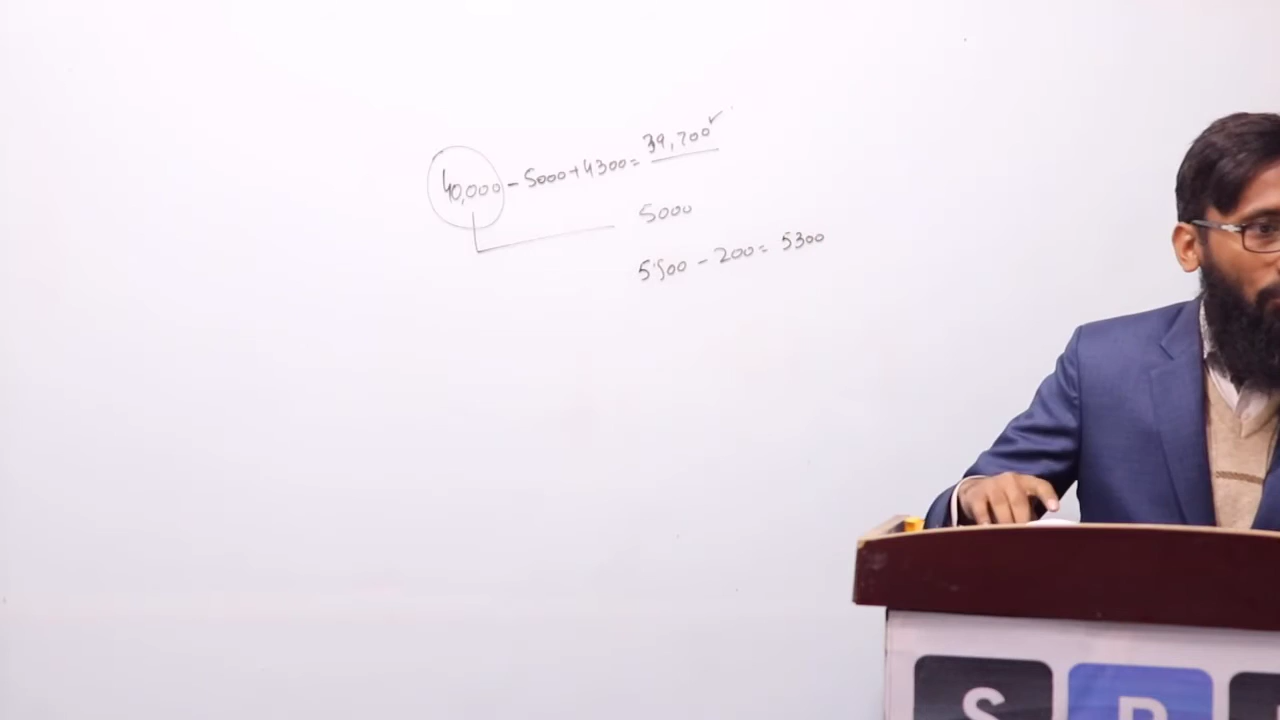 40,000 - 5000 + 4300 = 39,700 ✓
5000
5500 - 200 = 5300
S